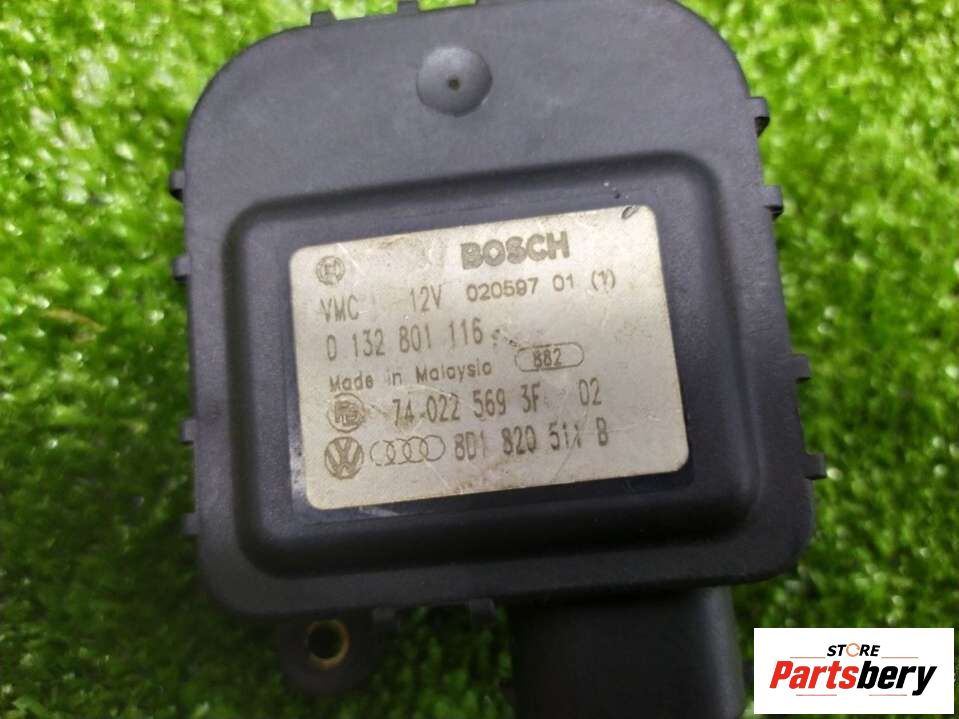 BOSCH
VMC 12V 020597 01 (1)
0 132 801 116
882
Made in Malaysia
74 022 569 3F 02
8D1 820 511 B
STORE
Partsbery